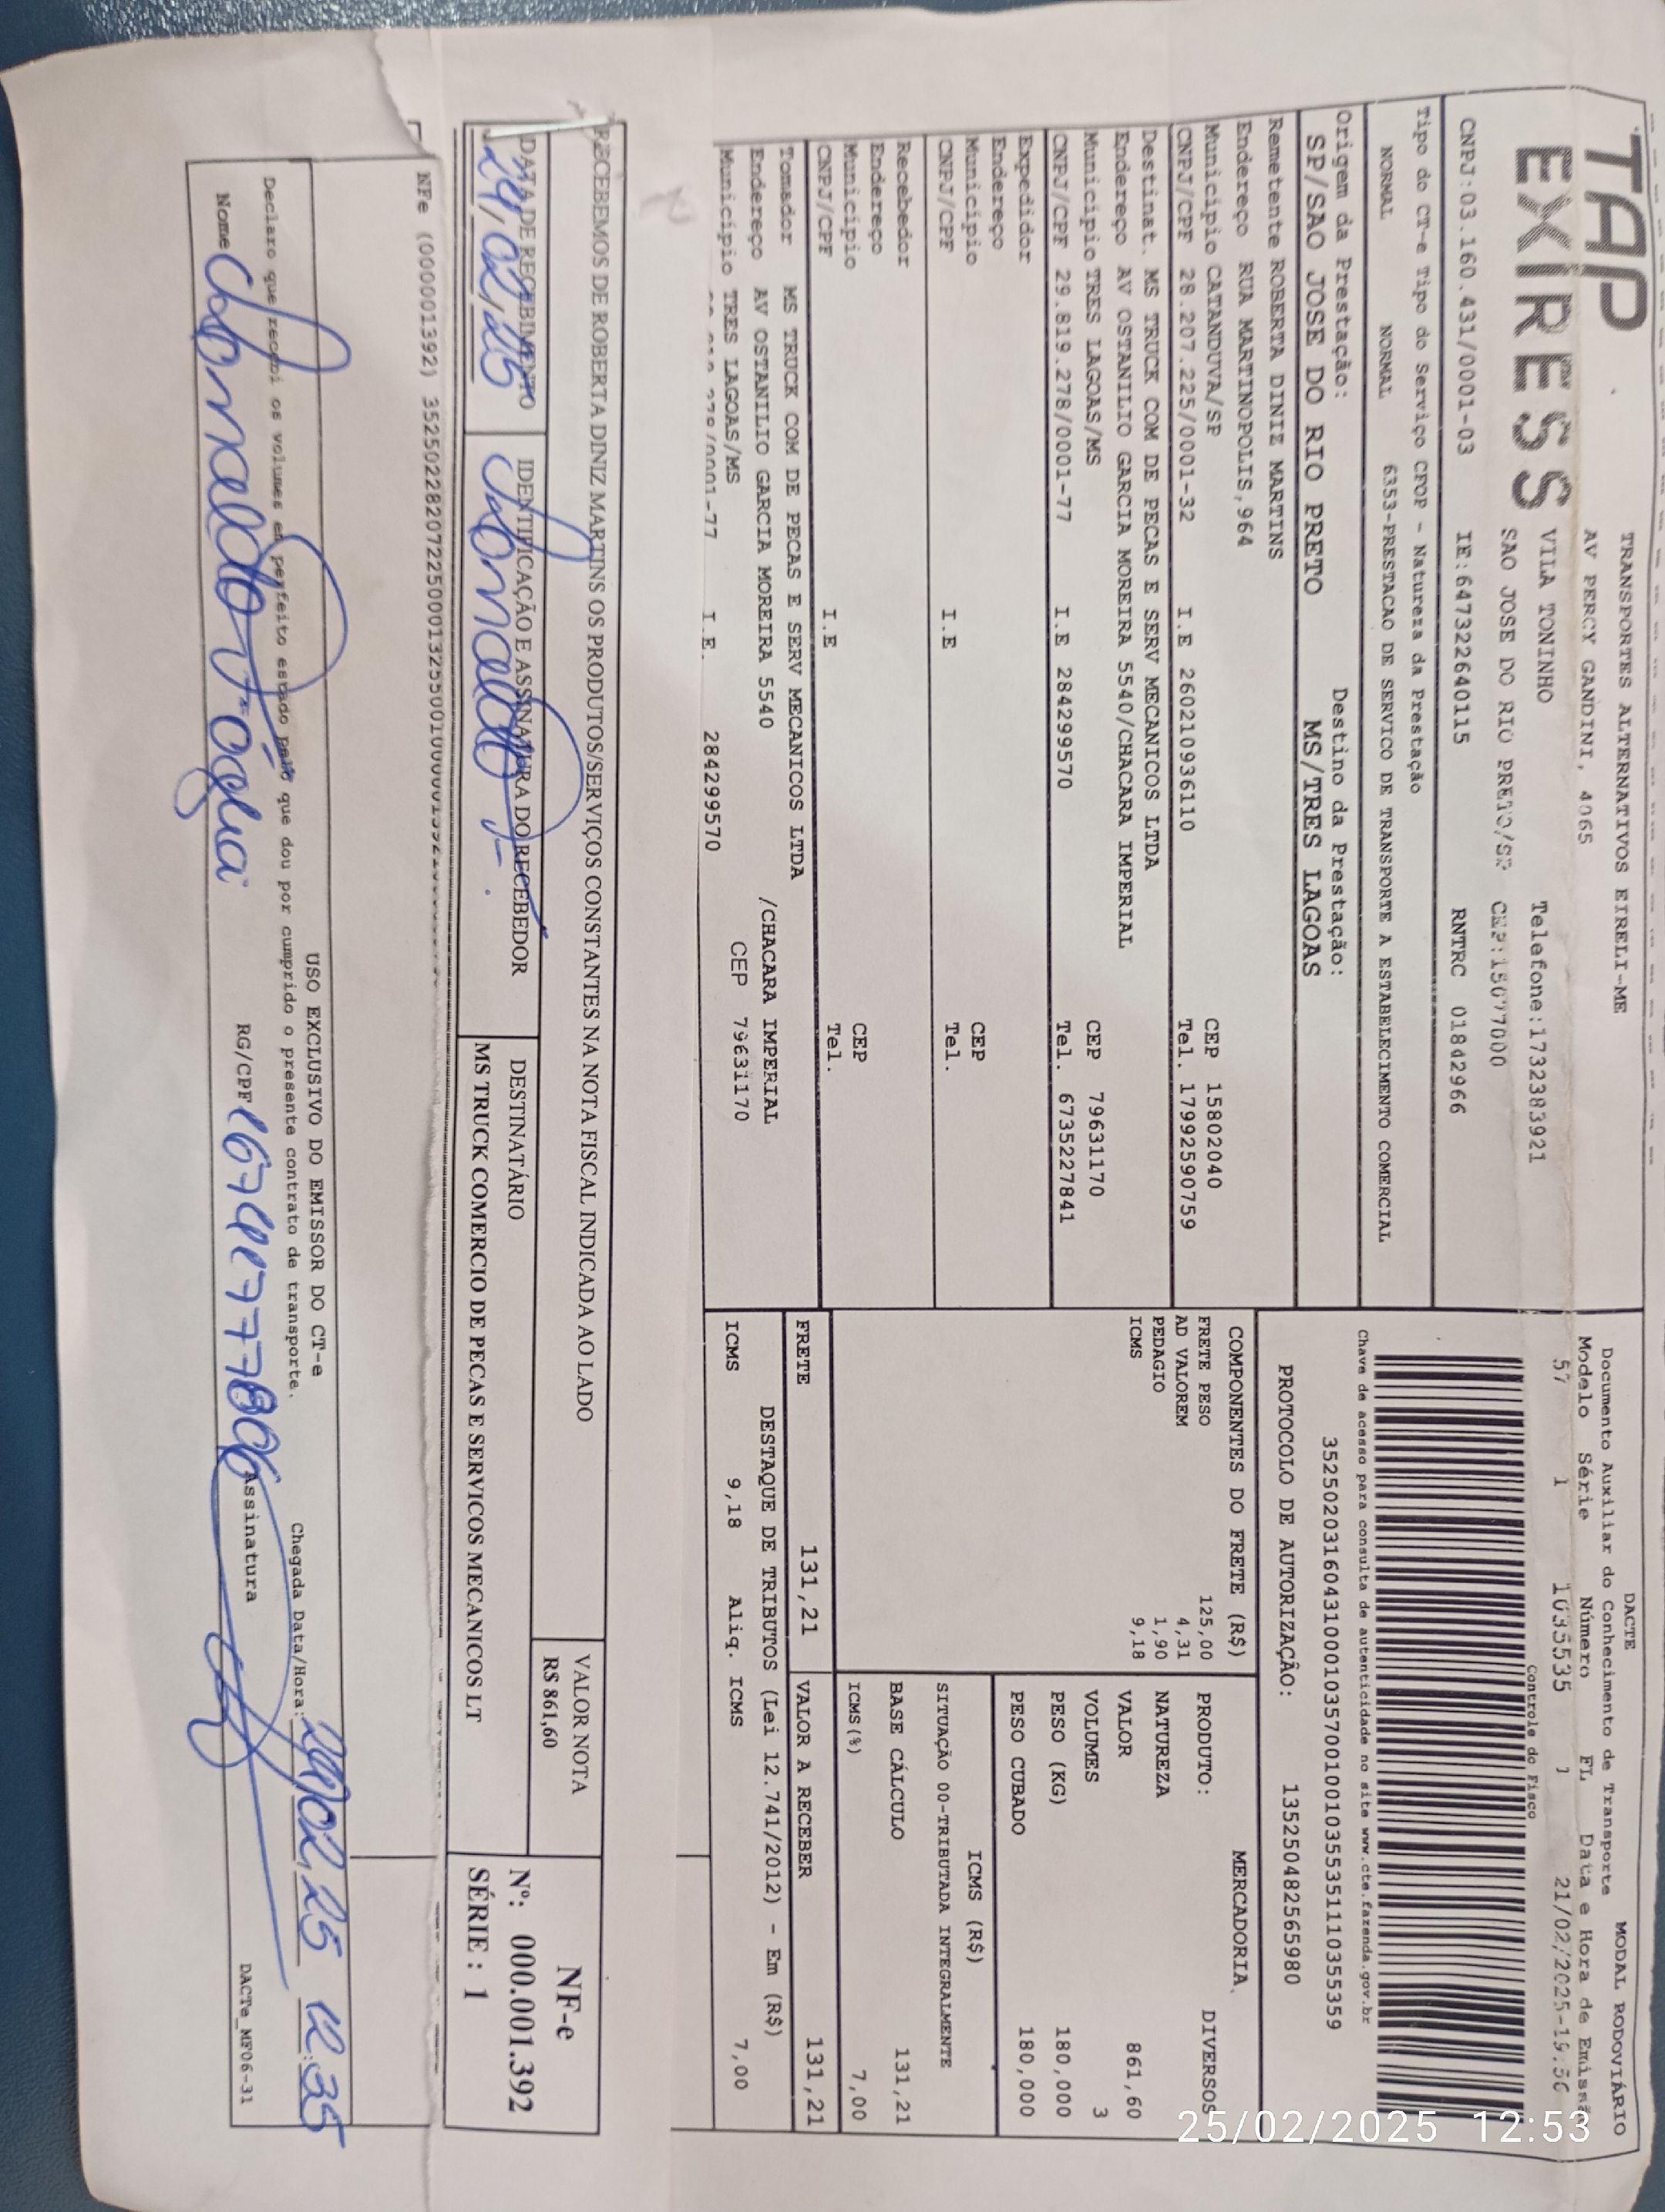 TAP
EXPRESS
TRANSPORTES ALTERNATIVOS EIRELI-ME
AV PERCY GANDINI, 4065
VILA TONINHO Telefone:1732383921
SAO JOSE DO RIO PRETO/SP CEP:15077000
CNPJ:03.160.431/0001-03 IE:647322640115 RNTRC 01842966
Tipo do CT-e Tipo do Serviço CFOP - Natureza da Prestação
NORMAL NORMAL 6353-PRESTACAO DE SERVICO DE TRANSPORTE A ESTABELECIMENTO COMERCIAL
Origem da Prestação: Destino da Prestação:
SP/SAO JOSE DO RIO PRETO MS/TRES LAGOAS
Remetente ROBERTA DINIZ MARTINS
Endereço RUA MARTINOPOLIS,964
Município CATANDUVA/SP CEP 15802040
CNPJ/CPF 28.207.225/0001-32 I.E 260210936110 Tel. 17992590759
Destinat. MS TRUCK COM DE PECAS E SERV MECANICOS LTDA
Endereço AV OSTANILIO GARCIA MOREIRA 5540/CHACARA IMPERIAL
Município TRES LAGOAS/MS CEP 79631170
CNPJ/CPF 29.819.278/0001-77 I.E 284299570 Tel. 6735227841
Expedidor
Endereço
Município CEP
CNPJ/CPF I.E Tel.
Recebedor
Endereço
Município CEP
CNPJ/CPF I.E Tel.
Tomador MS TRUCK COM DE PECAS E SERV MECANICOS LTDA
Endereço AV OSTANILIO GARCIA MOREIRA 5540 /CHACARA IMPERIAL
Município TRES LAGOAS/MS CEP 79631170
I.E. 284299570
DACTE MODAL RODOVIÁRIO
Documento Auxiliar do Conhecimento de Transporte
Modelo Série Número FL Data e Hora de Emissã
57 1 1035535 1 21/02/2025-19:50
Controle do Fisco
Chave de acesso para consulta de autenticidade no site www.cte.fazenda.gov.br
35250203160431000103570010010355351110355359
PROTOCOLO DE AUTORIZAÇÃO: 135250482565980
COMPONENTES DO FRETE (R$)
FRETE PESO 125,00
AD VALOREM 4,31
PEDAGIO 1,90
ICMS 9,18
MERCADORIA
PRODUTO: DIVERSOS
NATUREZA
VALOR 861,60
VOLUMES 3
PESO (KG) 180,000
PESO CUBADO 180,000
ICMS (R$)
SITUAÇÃO 00-TRIBUTADA INTEGRALMENTE
BASE CÁLCULO 131,21
ICMS(%) 7,00
FRETE 131,21 VALOR A RECEBER 131,21
DESTAQUE DE TRIBUTOS (Lei 12.741/2012) - Em (R$)
ICMS 9,18 Aliq. ICMS 7,00
RECEBEMOS DE ROBERTA DINIZ MARTINS OS PRODUTOS/SERVIÇOS CONSTANTES NA NOTA FISCAL INDICADA AO LADO
VALOR NOTA
R$ 861,60
NF-e
Nº: 000.001.392
SÉRIE : 1
DATA DE RECEBIMENTO
24/02/25
IDENTIFICAÇÃO E ASSINATURA DO RECEBEDOR
DESTINATÁRIO
MS TRUCK COMERCIO DE PECAS E SERVICOS MECANICOS LT
NFe (000001392)
USO EXCLUSIVO DO EMISSOR DO CT-e
Declaro que recebi os volumes em perfeito estado pelo que dou por cumprido o presente contrato de transporte.
Chegada Data/Hora:
Nome
RG/CPF
Assinatura
DACTe_MF06-31
25/02/2025 12:53